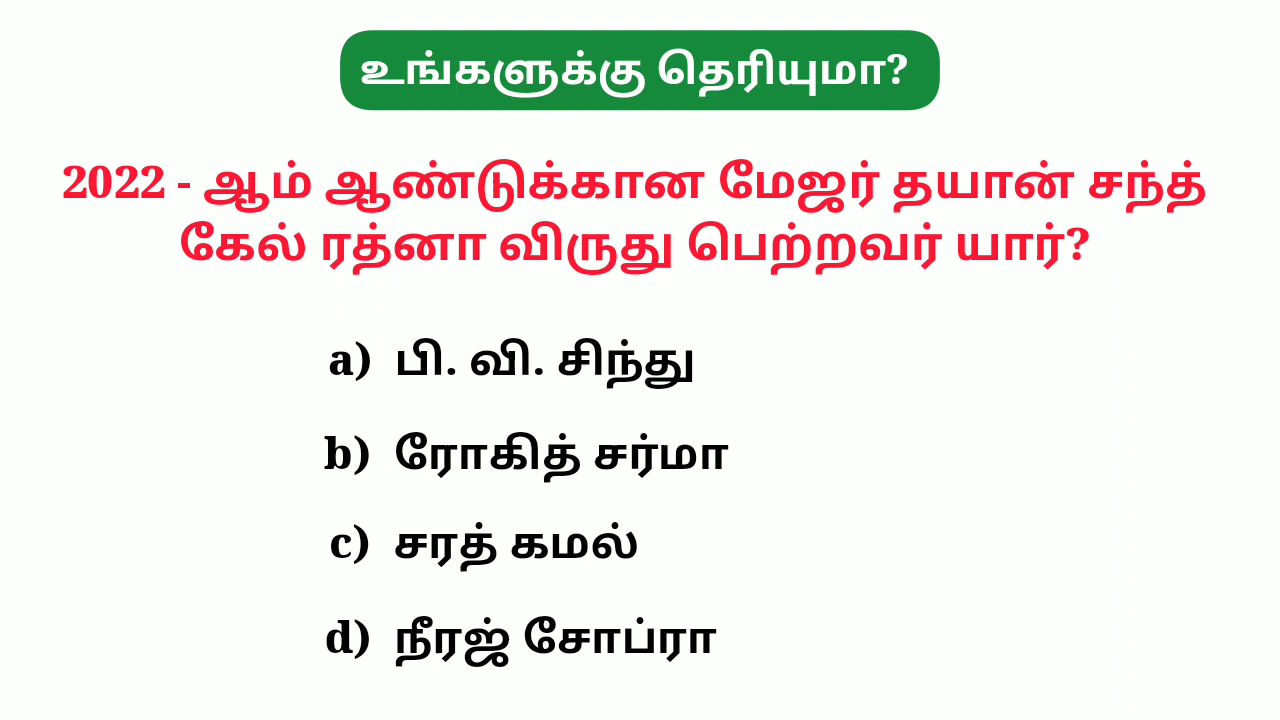 உங்களுக்கு தெரியுமா?
2022 - ஆம் ஆண்டுக்கான மேஜர் தயான் சந்த்
கேல் ரத்னா விருது பெற்றவர் யார்?
a) பி. வி. சிந்து
b) ரோகித் சர்மா
c) சரத் கமல்
d) நீரஜ் சோப்ரா